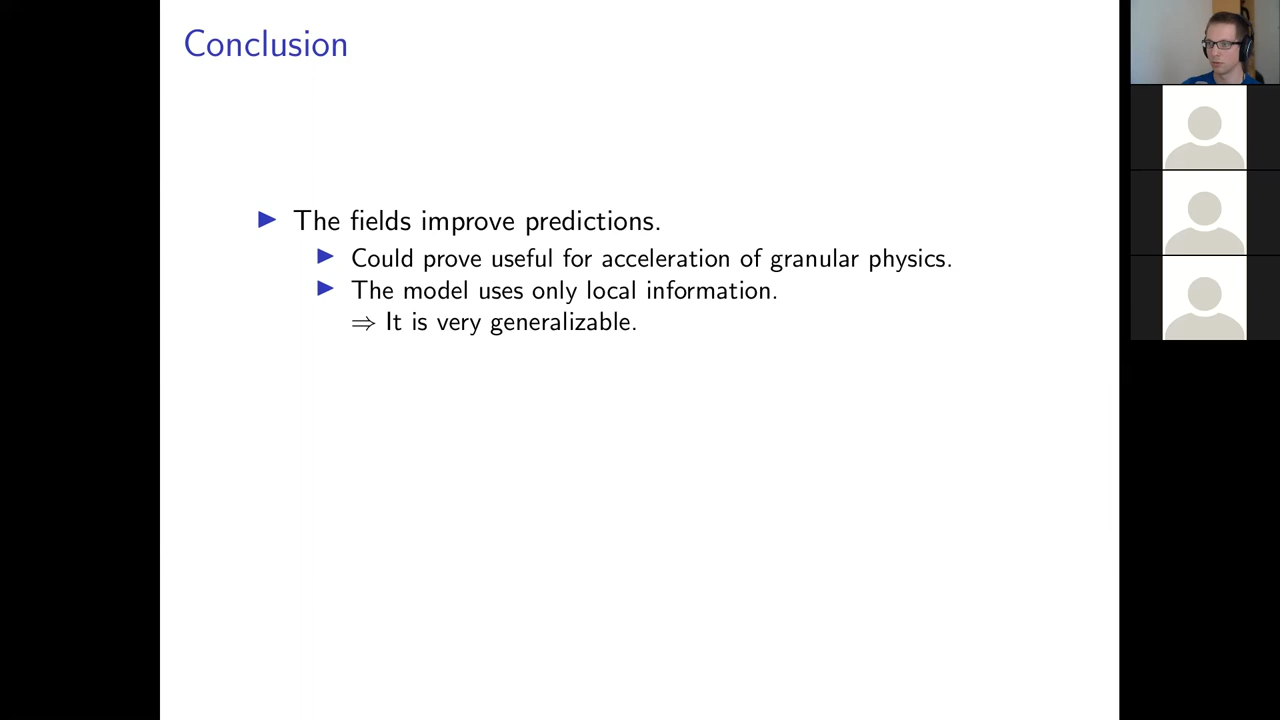 Conclusion
▶ The fields improve predictions.
▶ Could prove useful for acceleration of granular physics.
▶ The model uses only local information.
⇒ It is very generalizable.